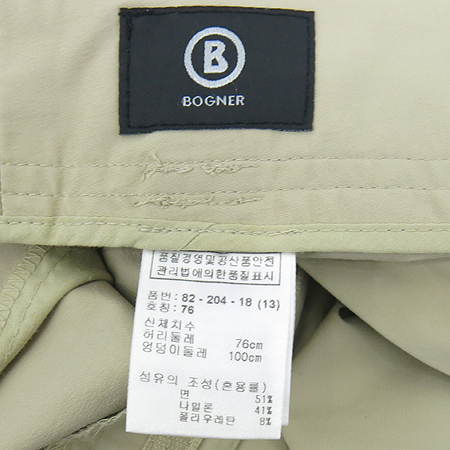 B
BOGNER
품질경영및공산품안전
관리법에의한품질표시
품번: 82 - 204 - 18 (13)
호칭: 76
신체치수
허리둘레 76cm
엉덩이둘레 100cm
섬유의 조성(혼용률)
면 51%
나일론 41%
폴리우레탄 8%